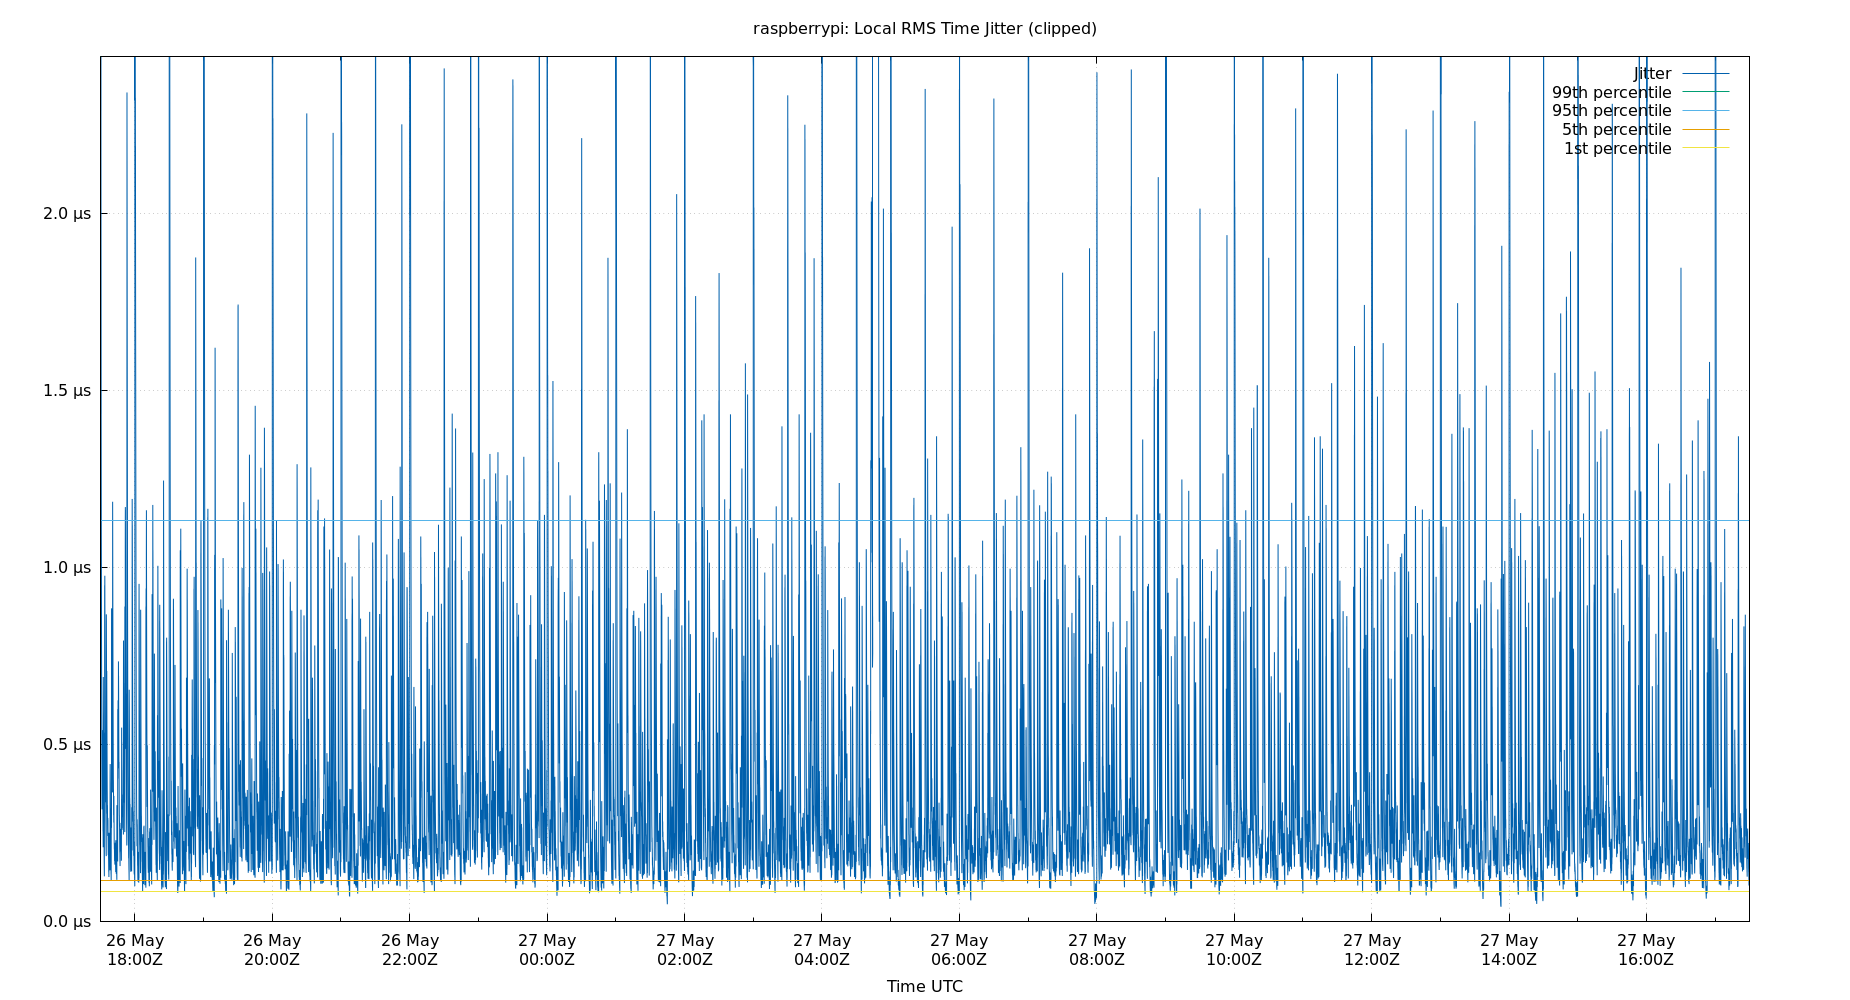 raspberrypi: Local RMS Time Jitter (clipped)
Jitter
99th percentile
95th percentile
5th percentile
1st percentile
2.0 µs
1.5 µs
1.0 µs
0.5 µs
0.0 µs
26 May 26 May 26 May 27 May 27 May 27 May 27 May 27 May 27 May 27 May 27 May 27 May
18:00Z 20:00Z 22:00Z 00:00Z 02:00Z 04:00Z 06:00Z 08:00Z 10:00Z 12:00Z 14:00Z 16:00Z
Time UTC